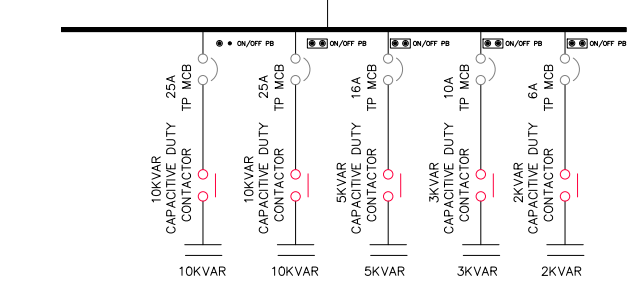 ON/OFF PB
ON/OFF PB
ON/OFF PB
ON/OFF PB
ON/OFF PB
25A
TP MCB
25A
TP MCB
16A
TP MCB
10A
TP MCB
6A
TP MCB
10KVAR
CAPACITIVE DUTY
CONTACTOR
10KVAR
CAPACITIVE DUTY
CONTACTOR
5KVAR
CAPACITIVE DUTY
CONTACTOR
3KVAR
CAPACITIVE DUTY
CONTACTOR
2KVAR
CAPACITIVE DUTY
CONTACTOR
10KVAR
10KVAR
5KVAR
3KVAR
2KVAR